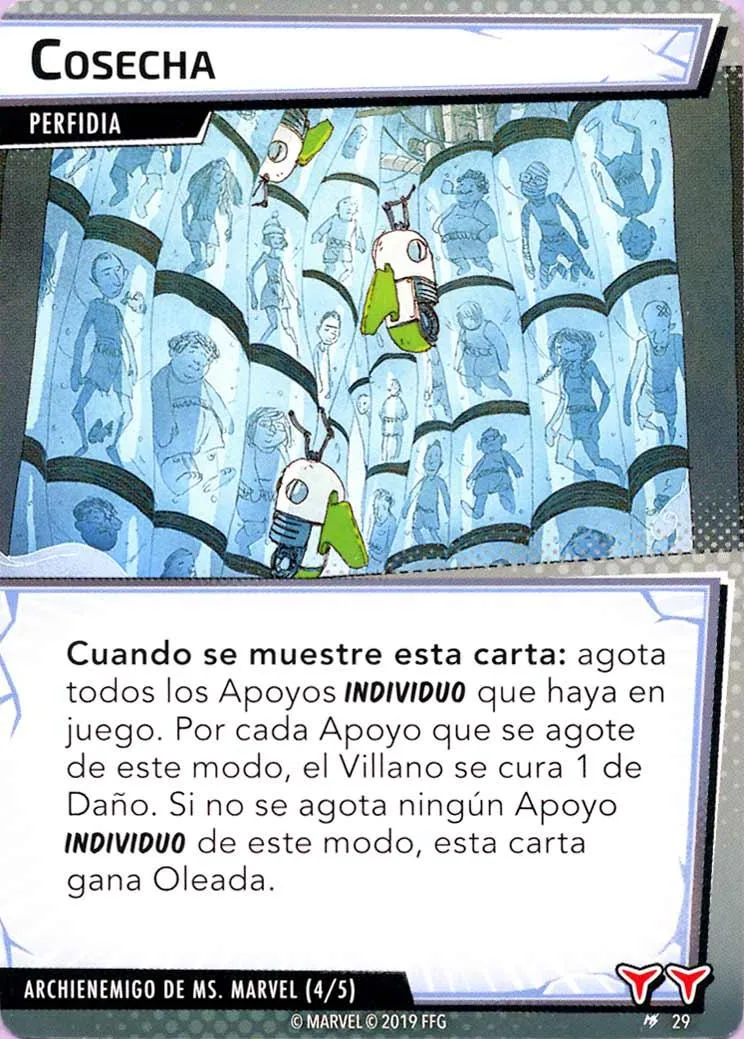 COSECHA
PERFIDIA
Cuando se muestre esta carta: agota
todos los Apoyos INDIVIDUO que haya en
juego. Por cada Apoyo que se agote
de este modo, el Villano se cura 1 de
Daño. Si no se agota ningún Apoyo
INDIVIDUO de este modo, esta carta
gana Oleada.
ARCHIENEMIGO DE MS. MARVEL (4/5)
© MARVEL © 2019 FFG
29